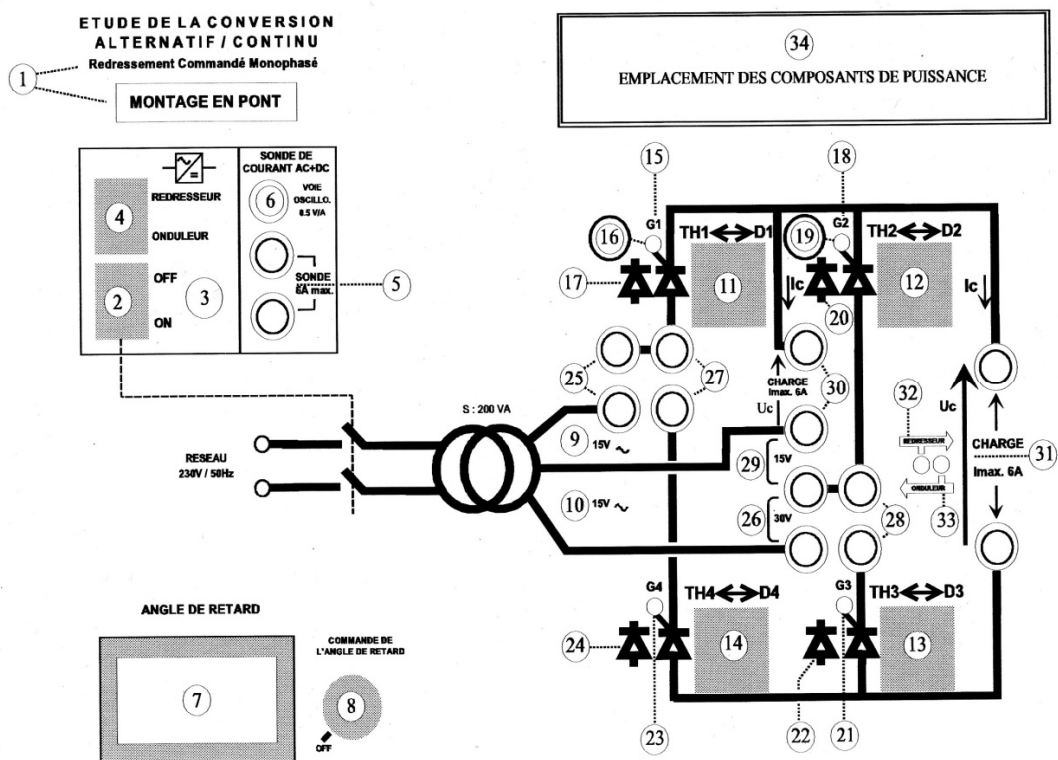 ETUDE DE LA CONVERSION
ALTERNATIF / CONTINU
Redressement Commandé Monophasé
1
MONTAGE EN PONT
34
EMPLACEMENT DES COMPOSANTS DE PUISSANCE
4
REDRESSEUR
ONDULEUR
2
OFF
3
ON
SONDE DE
COURANT AC+DC
6
VOIE
OSCILLO.
0.5 V/A
SONDE
6A max.
5
15
18
G1
16
TH1 D1
G2
19
TH2 D2
17
11
Ic
20
12
Ic
25
27
CHARGE
Imax. 6A
30
Uc
S : 200 VA
9
15V ~
RESEAU
230V / 50Hz
29
15V
10
15V ~
26
30V
28
32
REDRESSEUR
ONDULEUR
33
Uc
CHARGE
31
Imax. 6A
G4
TH4 D4
G3
TH3 D3
24
14
13
23
22
21
ANGLE DE RETARD
7
COMMANDE DE
L'ANGLE DE RETARD
8
OFF